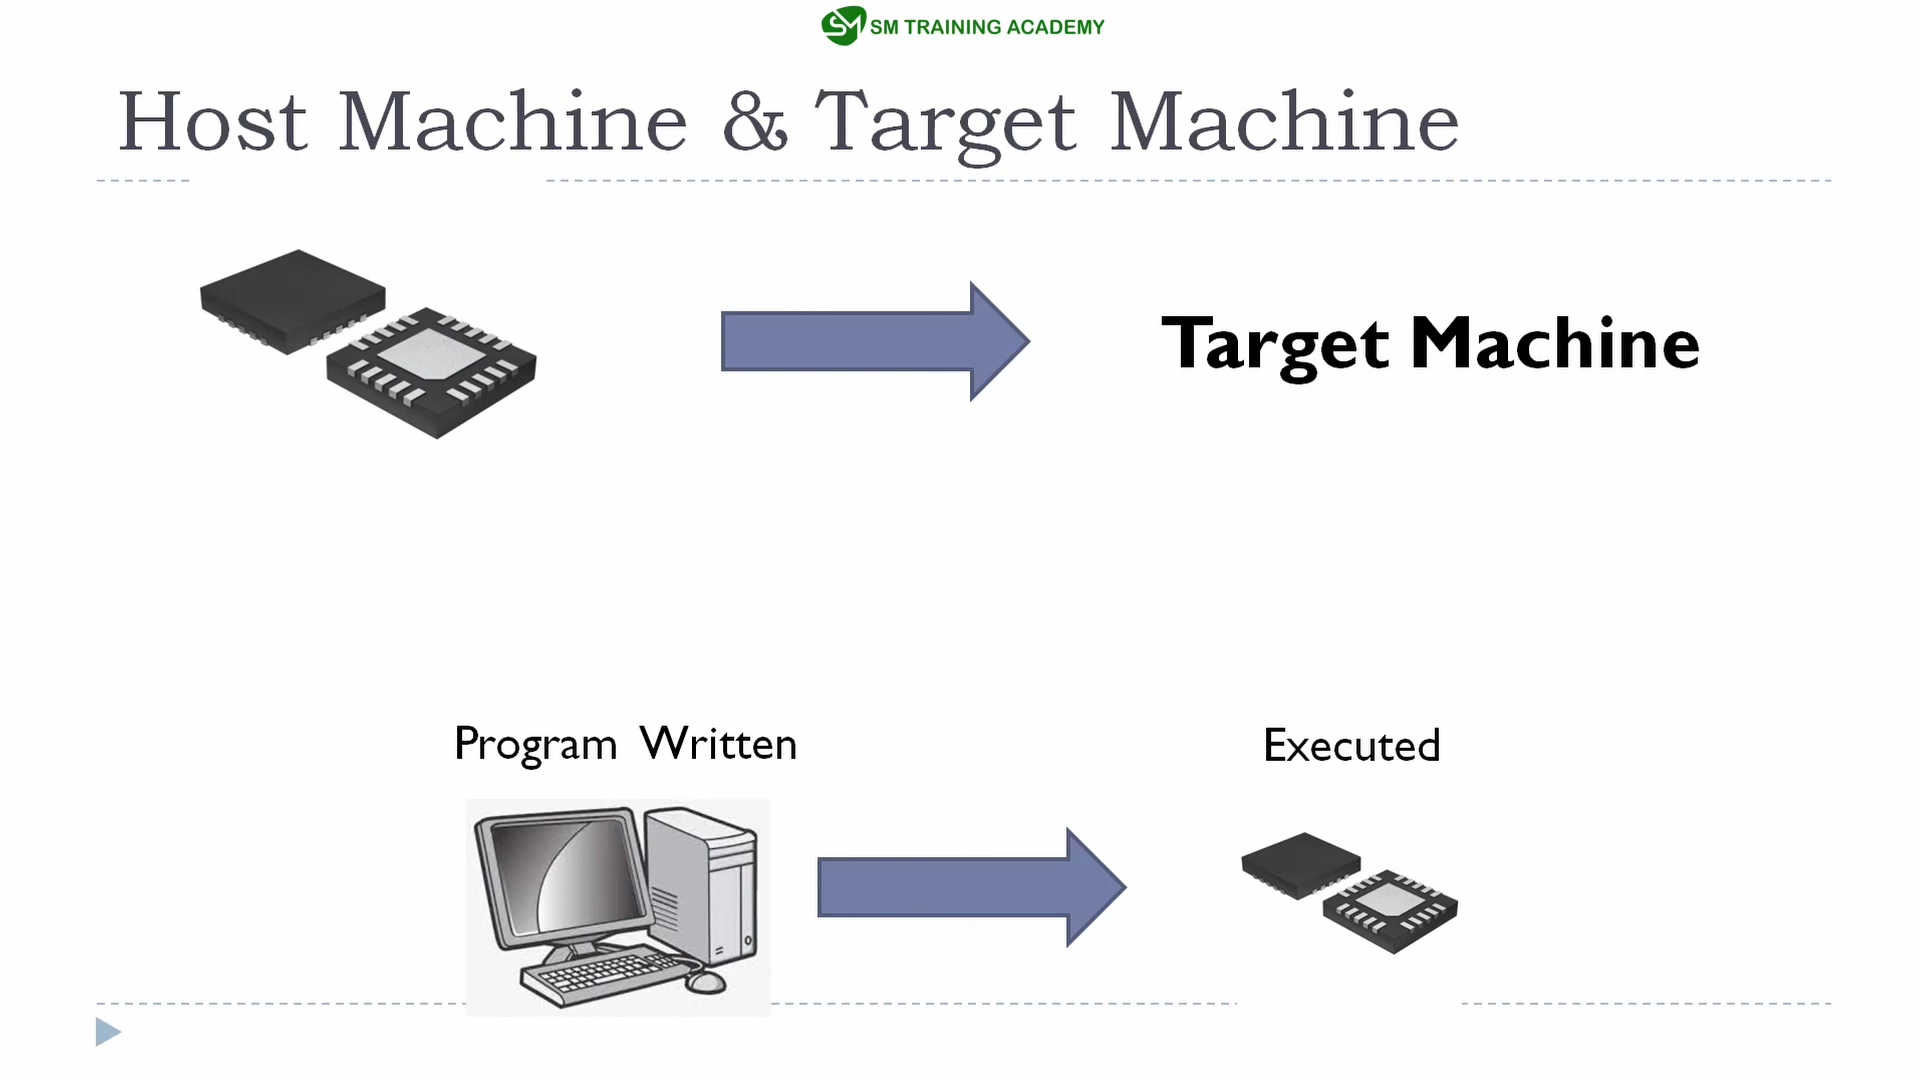 SM TRAINING ACADEMY
Host Machine & Target Machine
Target Machine
Program Written
Executed